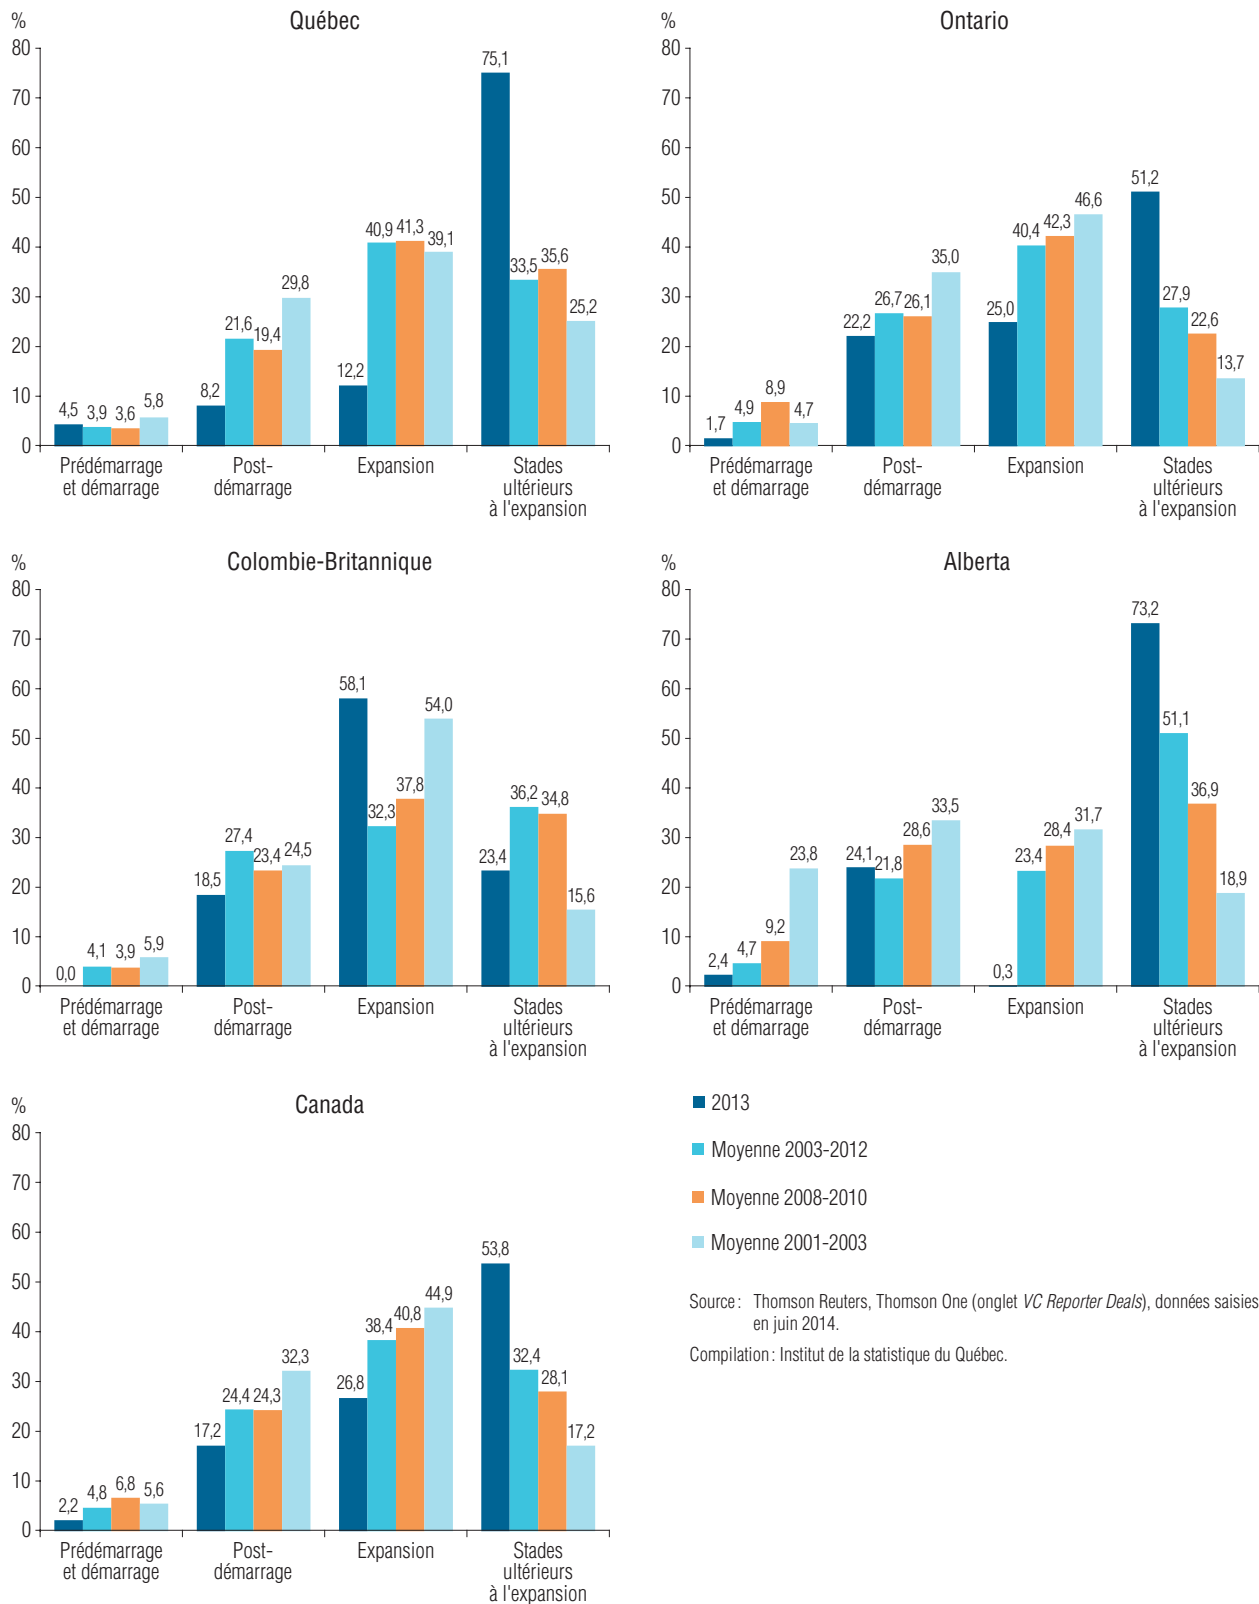 Québec
%
80
70
60
50
40
30
20
10
0
4,5
3,9
3,6
5,8
8,2
21,6
19,4
29,8
12,2
40,9
41,3
39,1
75,1
33,5
35,6
25,2
Prédémarrage
et démarrage
Post-
démarrage
Expansion
Stades
ultérieurs
à l'expansion
Ontario
%
80
70
60
50
40
30
20
10
0
1,7
4,9
8,9
4,7
22,2
26,7
26,1
35,0
25,0
40,4
42,3
46,6
51,2
27,9
22,6
13,7
Prédémarrage
et démarrage
Post-
démarrage
Expansion
Stades
ultérieurs
à l'expansion
Colombie-Britannique
%
80
70
60
50
40
30
20
10
0
0,0
4,1
3,9
5,9
18,5
27,4
23,4
24,5
58,1
32,3
37,8
54,0
23,4
36,2
34,8
15,6
Prédémarrage
et démarrage
Post-
démarrage
Expansion
Stades
ultérieurs
à l'expansion
Alberta
%
80
70
60
50
40
30
20
10
0
2,4
4,7
9,2
23,8
24,1
21,8
28,6
33,5
0,3
23,4
28,4
31,7
73,2
51,1
36,9
18,9
Prédémarrage
et démarrage
Post-
démarrage
Expansion
Stades
ultérieurs
à l'expansion
Canada
%
80
70
60
50
40
30
20
10
0
2,2
4,8
6,8
5,6
17,2
24,4
24,3
32,3
26,8
38,4
40,8
44,9
53,8
32,4
28,1
17,2
Prédémarrage
et démarrage
Post-
démarrage
Expansion
Stades
ultérieurs
à l'expansion
2013
Moyenne 2003-2012
Moyenne 2008-2010
Moyenne 2001-2003
Source : Thomson Reuters, Thomson One (onglet VC Reporter Deals), données saisies
en juin 2014.
Compilation : Institut de la statistique du Québec.